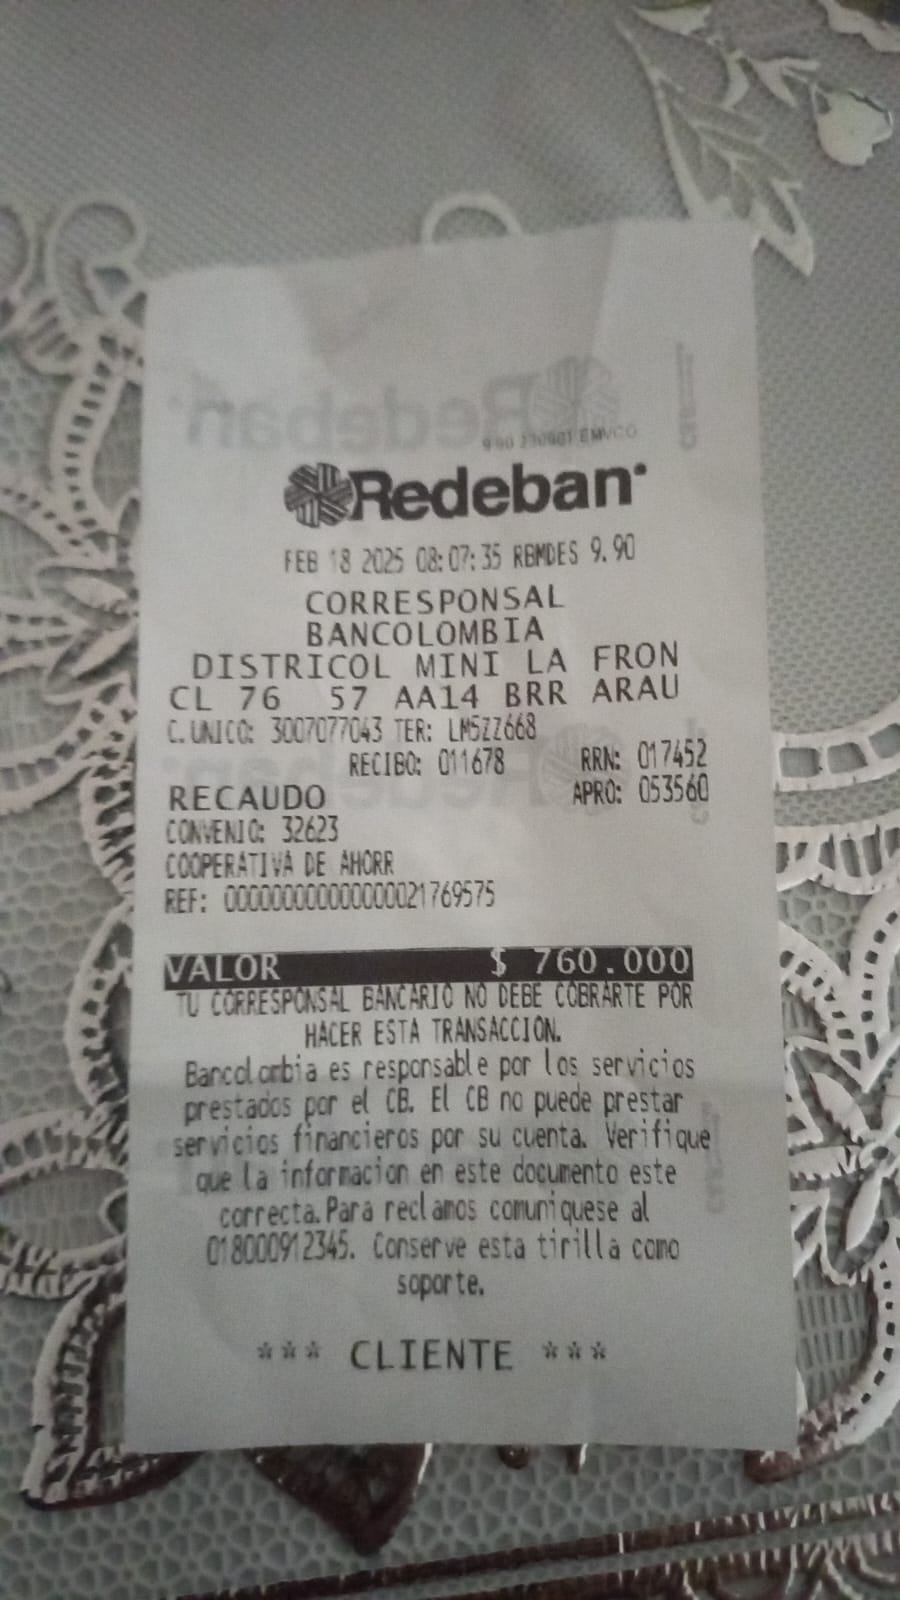 9.90 230901 EMVCO
Redeban
FEB 18 2025 08:07:35 RBMDES 9.90
CORRESPONSAL
BANCOLOMBIA
DISTRICOL MINI LA FRON
CL 76 57 AA14 BRR ARAU
C.UNICO: 3007077043 TER: LM5ZZ668
RECIBO: 011678 RRN: 017452
RECAUDO APRO: 053560
CONVENIO: 32623
COOPERATIVA DE AHORR
REF: 0000000000000000021769575
VALOR $ 760.000
TU CORRESPONSAL BANCARIO NO DEBE COBRARTE POR
HACER ESTA TRANSACCION.
Bancolombia es responsable por los servicios
prestados por el CB. El CB no puede prestar
servicios financieros por su cuenta. Verifique
que la informacion en este documento este
correcta.Para reclamos comuniquese al
018000912345. Conserve esta tirilla como
soporte.
*** CLIENTE ***